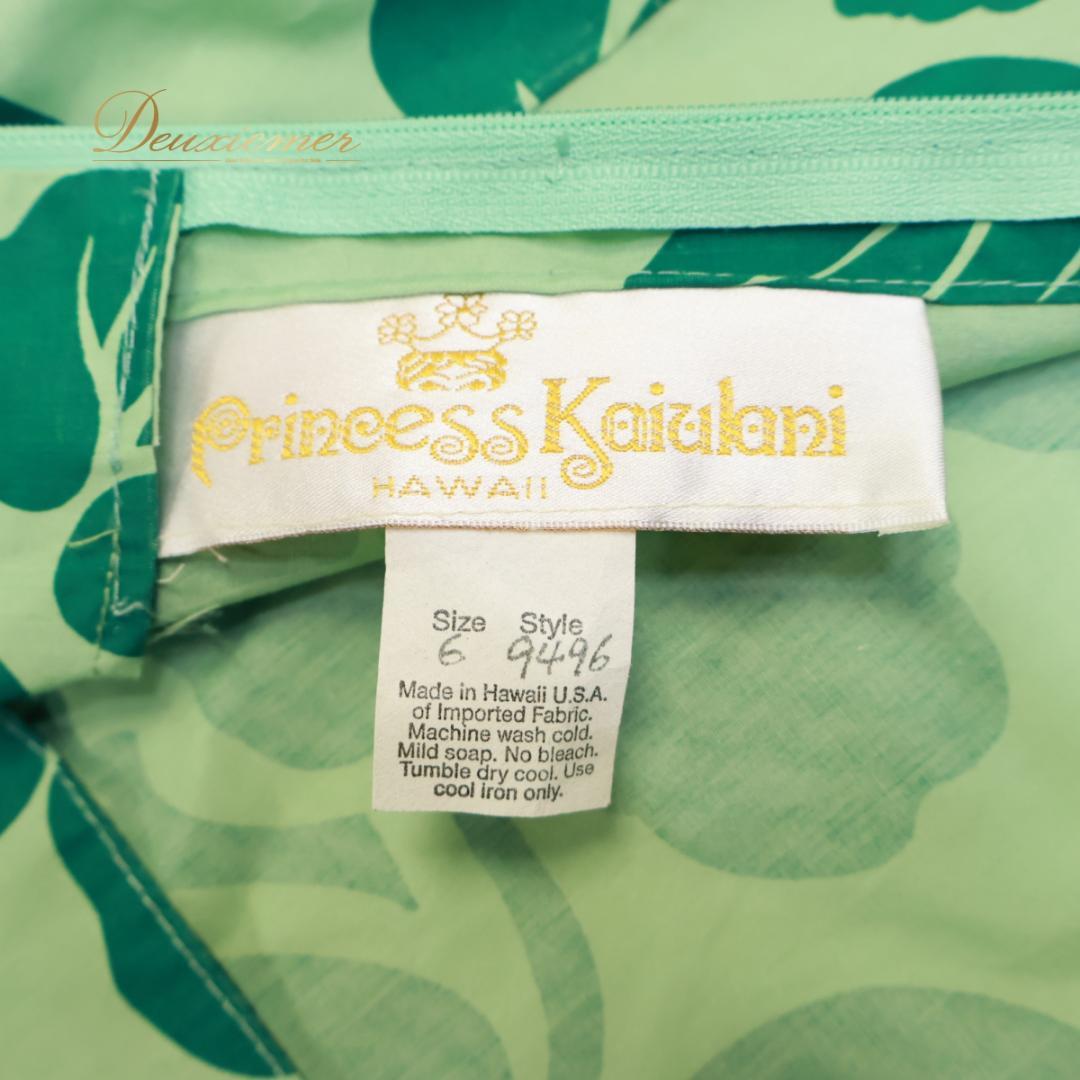 Deuxiemer
Princess Kaiulani
HAWAII
Size Style
6 9496
Made in Hawaii U.S.A.
of Imported Fabric.
Machine wash cold.
Mild soap. No bleach.
Tumble dry cool. Use
cool iron only.